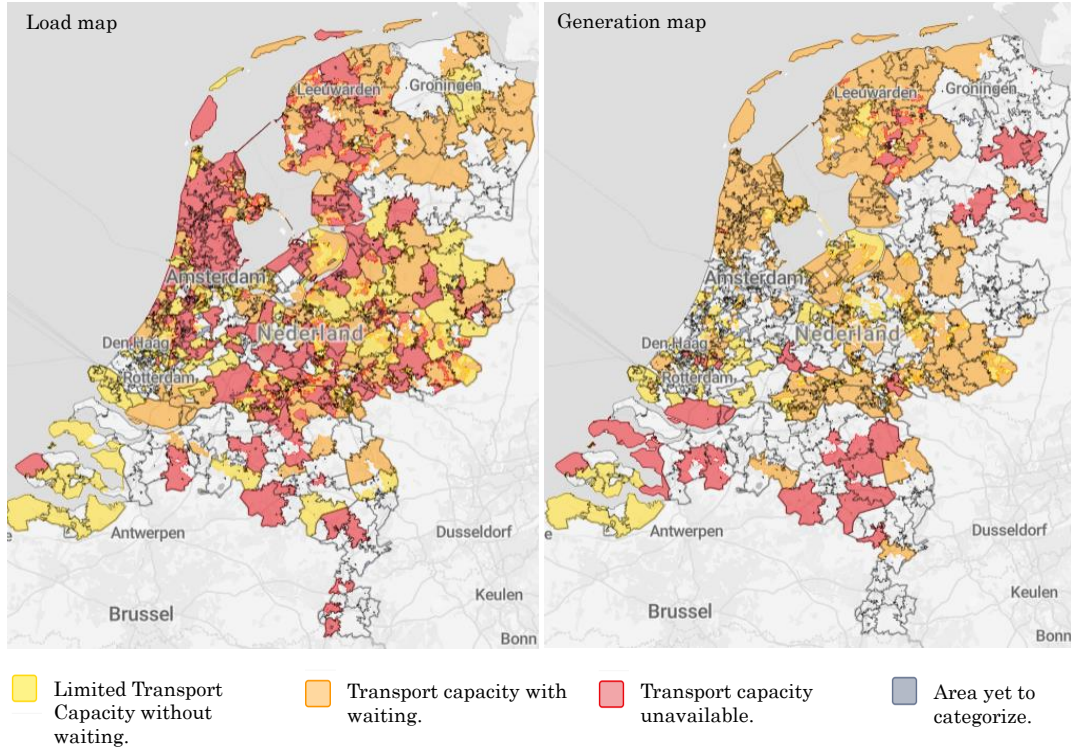 Load map
Leeuwarden
Groningen
Amsterdam
Nederland
Den Haag
Rotterdam
Antwerpen
Dusseldorf
Keulen
Brussel
Bonn
e
Generation map
Leeuwarden
Groningen
Amsterdam
Nederland
Den Haag
Rotterdam
Antwerpen
Dusseldorf
Keulen
Brussel
Bonn
e
Limited Transport
Capacity without
waiting.
Transport capacity with
waiting.
Transport capacity
unavailable.
Area yet to
categorize.